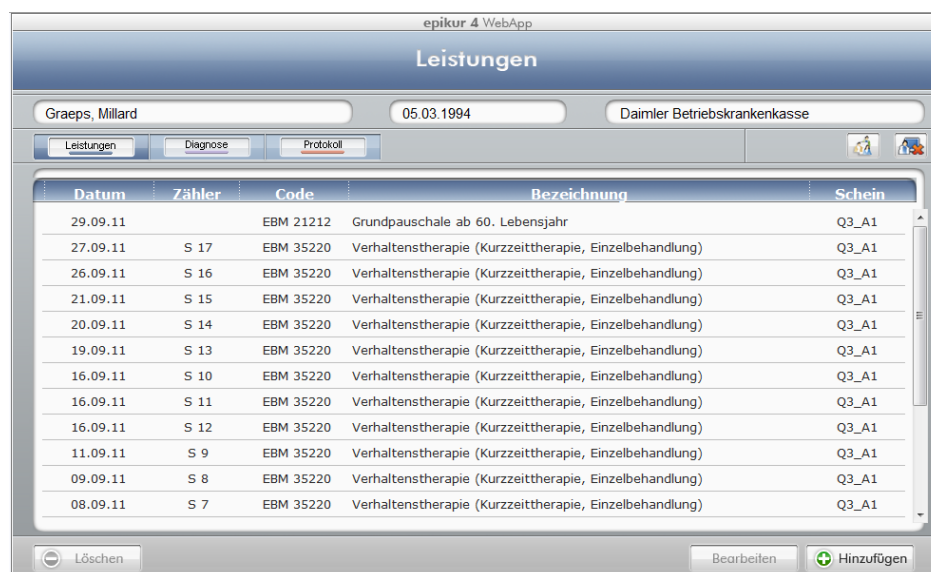 epikur 4 WebApp
Leistungen
Graeps, Millard 05.03.1994 Daimler Betriebskrankenkasse
Leistungen Diagnose Protokoll
Datum Zähler Code Bezeichnung Schein
29.09.11 EBM 21212 Grundpauschale ab 60. Lebensjahr Q3_A1
27.09.11 S 17 EBM 35220 Verhaltenstherapie (Kurzzeittherapie, Einzelbehandlung) Q3_A1
26.09.11 S 16 EBM 35220 Verhaltenstherapie (Kurzzeittherapie, Einzelbehandlung) Q3_A1
21.09.11 S 15 EBM 35220 Verhaltenstherapie (Kurzzeittherapie, Einzelbehandlung) Q3_A1
20.09.11 S 14 EBM 35220 Verhaltenstherapie (Kurzzeittherapie, Einzelbehandlung) Q3_A1
19.09.11 S 13 EBM 35220 Verhaltenstherapie (Kurzzeittherapie, Einzelbehandlung) Q3_A1
16.09.11 S 10 EBM 35220 Verhaltenstherapie (Kurzzeittherapie, Einzelbehandlung) Q3_A1
16.09.11 S 11 EBM 35220 Verhaltenstherapie (Kurzzeittherapie, Einzelbehandlung) Q3_A1
16.09.11 S 12 EBM 35220 Verhaltenstherapie (Kurzzeittherapie, Einzelbehandlung) Q3_A1
11.09.11 S 9 EBM 35220 Verhaltenstherapie (Kurzzeittherapie, Einzelbehandlung) Q3_A1
09.09.11 S 8 EBM 35220 Verhaltenstherapie (Kurzzeittherapie, Einzelbehandlung) Q3_A1
08.09.11 S 7 EBM 35220 Verhaltenstherapie (Kurzzeittherapie, Einzelbehandlung) Q3_A1
Löschen Bearbeiten Hinzufügen